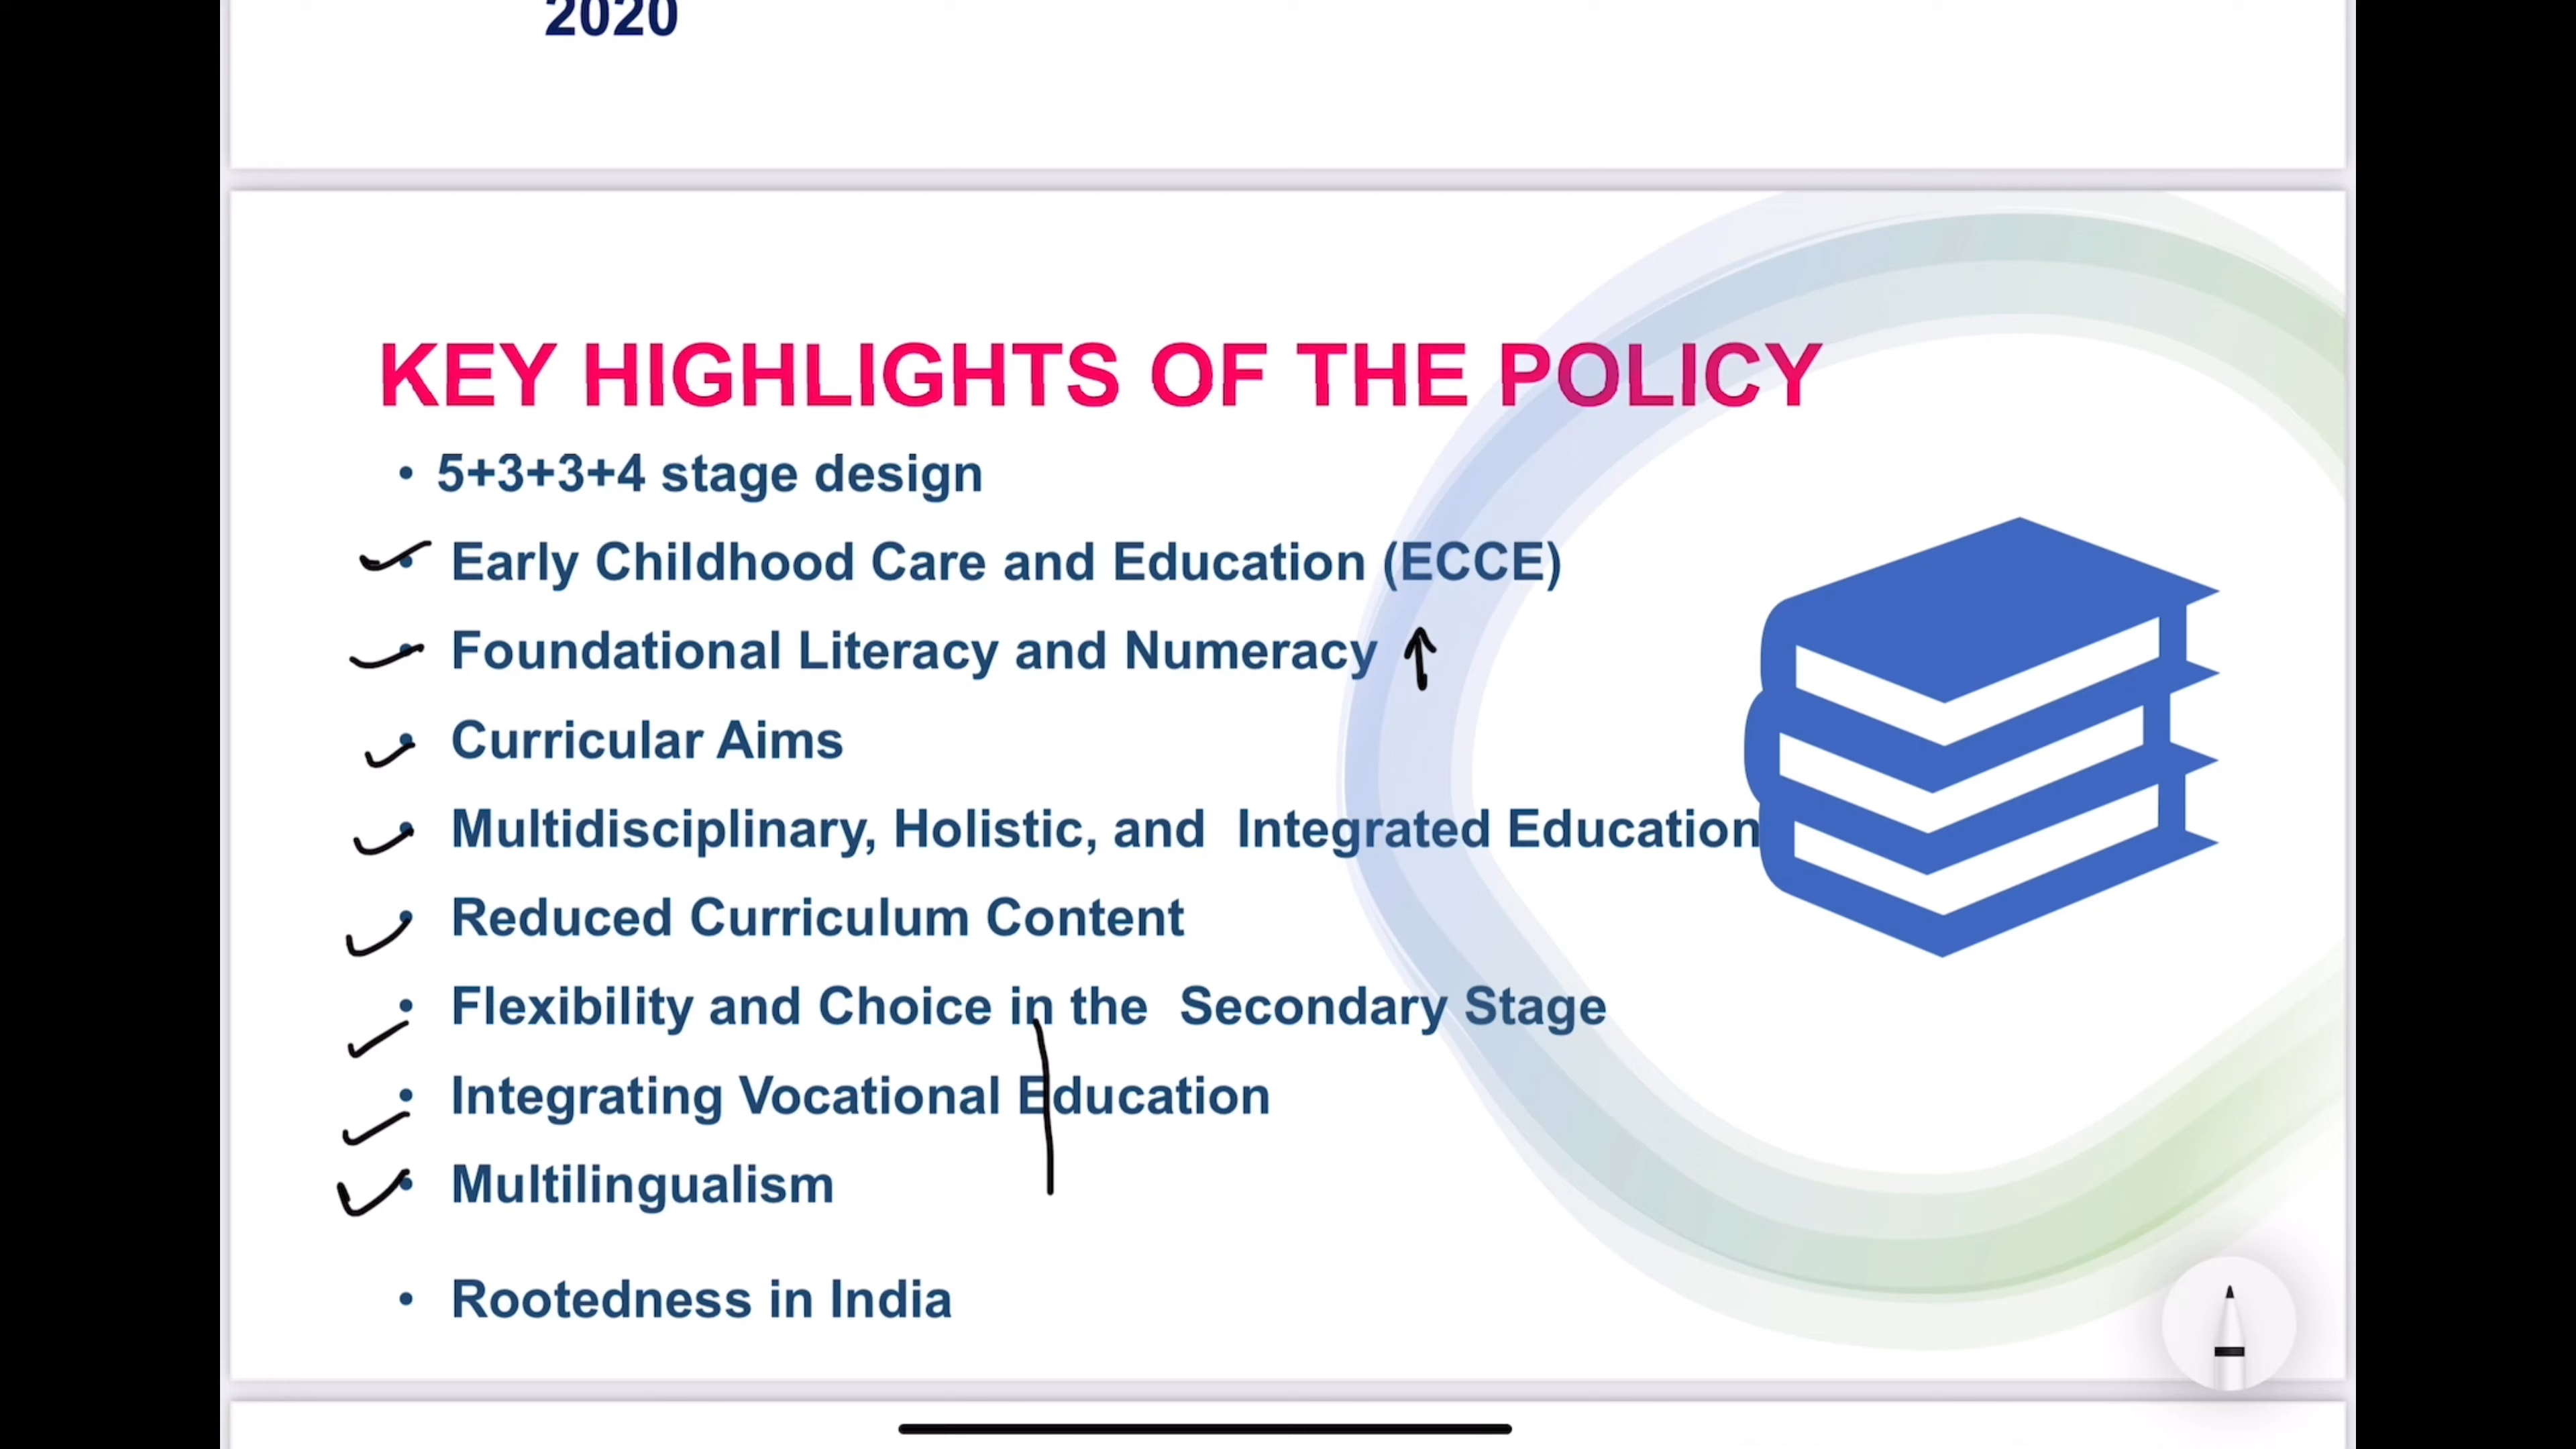 2020
KEY HIGHLIGHTS OF THE POLICY
• 5+3+3+4 stage design
• Early Childhood Care and Education (ECCE)
• Foundational Literacy and Numeracy ↑
• Curricular Aims
• Multidisciplinary, Holistic, and Integrated Education
• Reduced Curriculum Content
• Flexibility and Choice in the Secondary Stage
• Integrating Vocational Education
• Multilingualism
• Rootedness in India